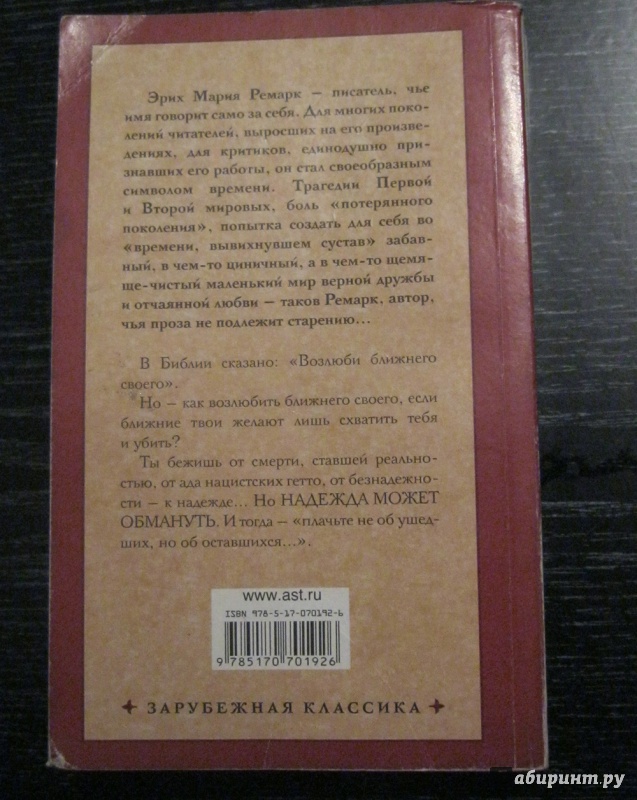 Эрих Мария Ремарк – писатель, чье
имя говорит само за себя. Для многих поко-
лений читателей, выросших на его произве-
дениях, для критиков, единодушно при-
знавших его работы, он стал своеобразным
символом времени. Трагедии Первой
и Второй мировых, боль «потерянного
поколения», попытка создать для себя во
«времени, вывихнувшем сустав» забав-
ный, в чем-то циничный, а в чем-то щемя-
ще-чистый маленький мир верной дружбы
и отчаянной любви – таков Ремарк, автор,
чья проза не подлежит старению...
В Библии сказано: «Возлюби ближнего
своего».
Но – как возлюбить ближнего своего, если
ближние твои желают лишь схватить тебя
и убить?
Ты бежишь от смерти, ставшей реально-
стью, от ада нацистских гетто, от безнадежно-
сти – к надежде... Но НАДЕЖДА МОЖЕТ
ОБМАНУТЬ. И тогда – «плачьте не об ушед-
ших, но об оставшихся...».
www.ast.ru
ISBN 978-5-17-070192-6
9 785170 701926
ЗАРУБЕЖНАЯ КЛАССИКА
абиринт.ру